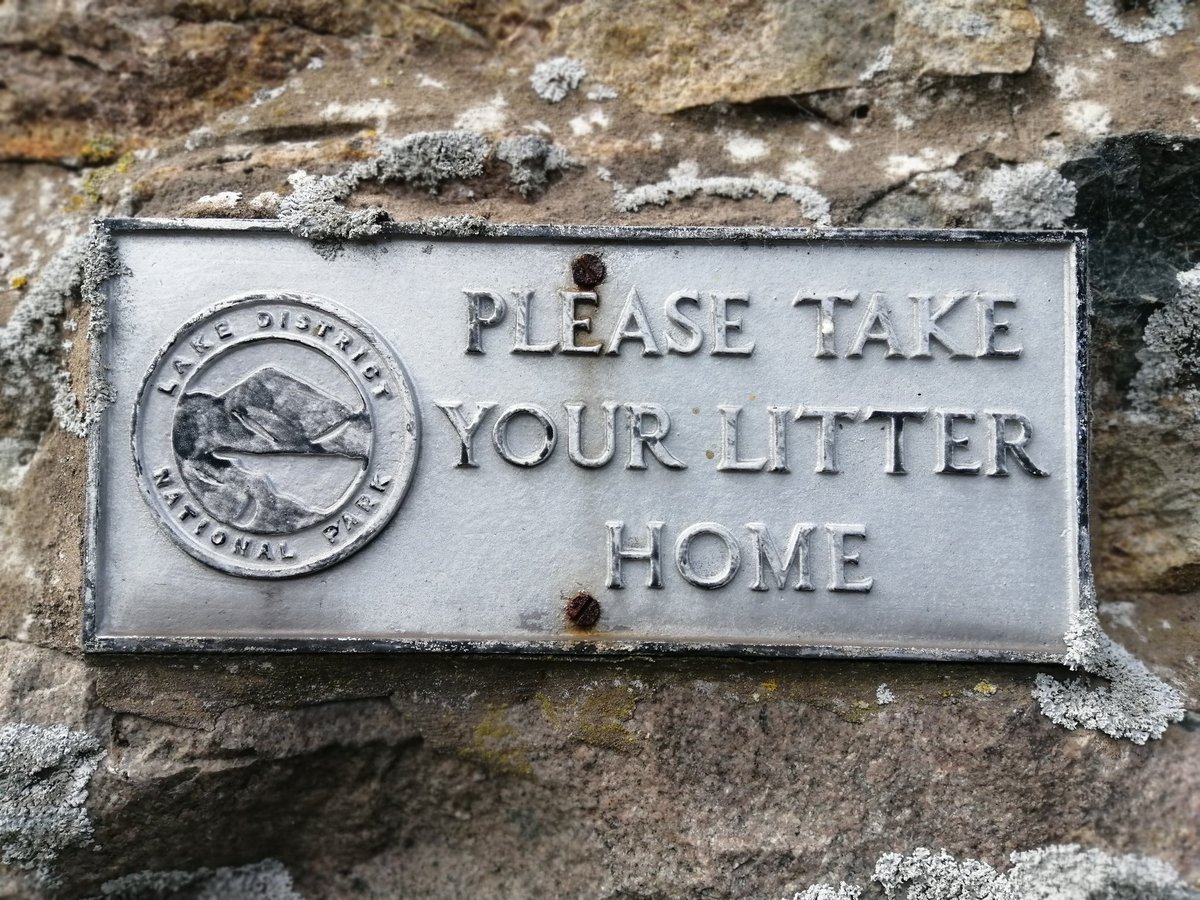 LAKE DISTRICT
NATIONAL PARK
PLEASE TAKE
YOUR LITTER
HOME